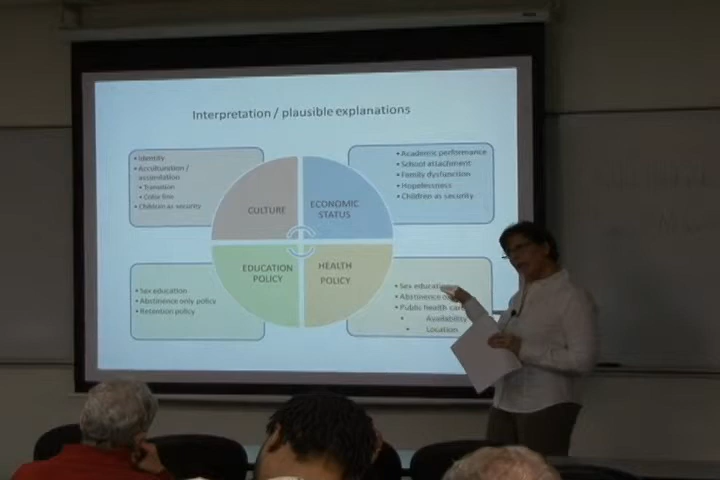 Interpretation / plausible explanations
• Identity
• Acculturation /
assimilation
• Transition
• Color line
• Children as security
• Academic performance
• School attachment
• Family dysfunction
• Hopelessness
• Children as security
CULTURE
ECONOMIC
STATUS
EDUCATION
POLICY
HEALTH
POLICY
• Sex education
• Abstinence only policy
• Retention policy
• Sex education
• Abstinence
• Public health care
• Availability
• Location